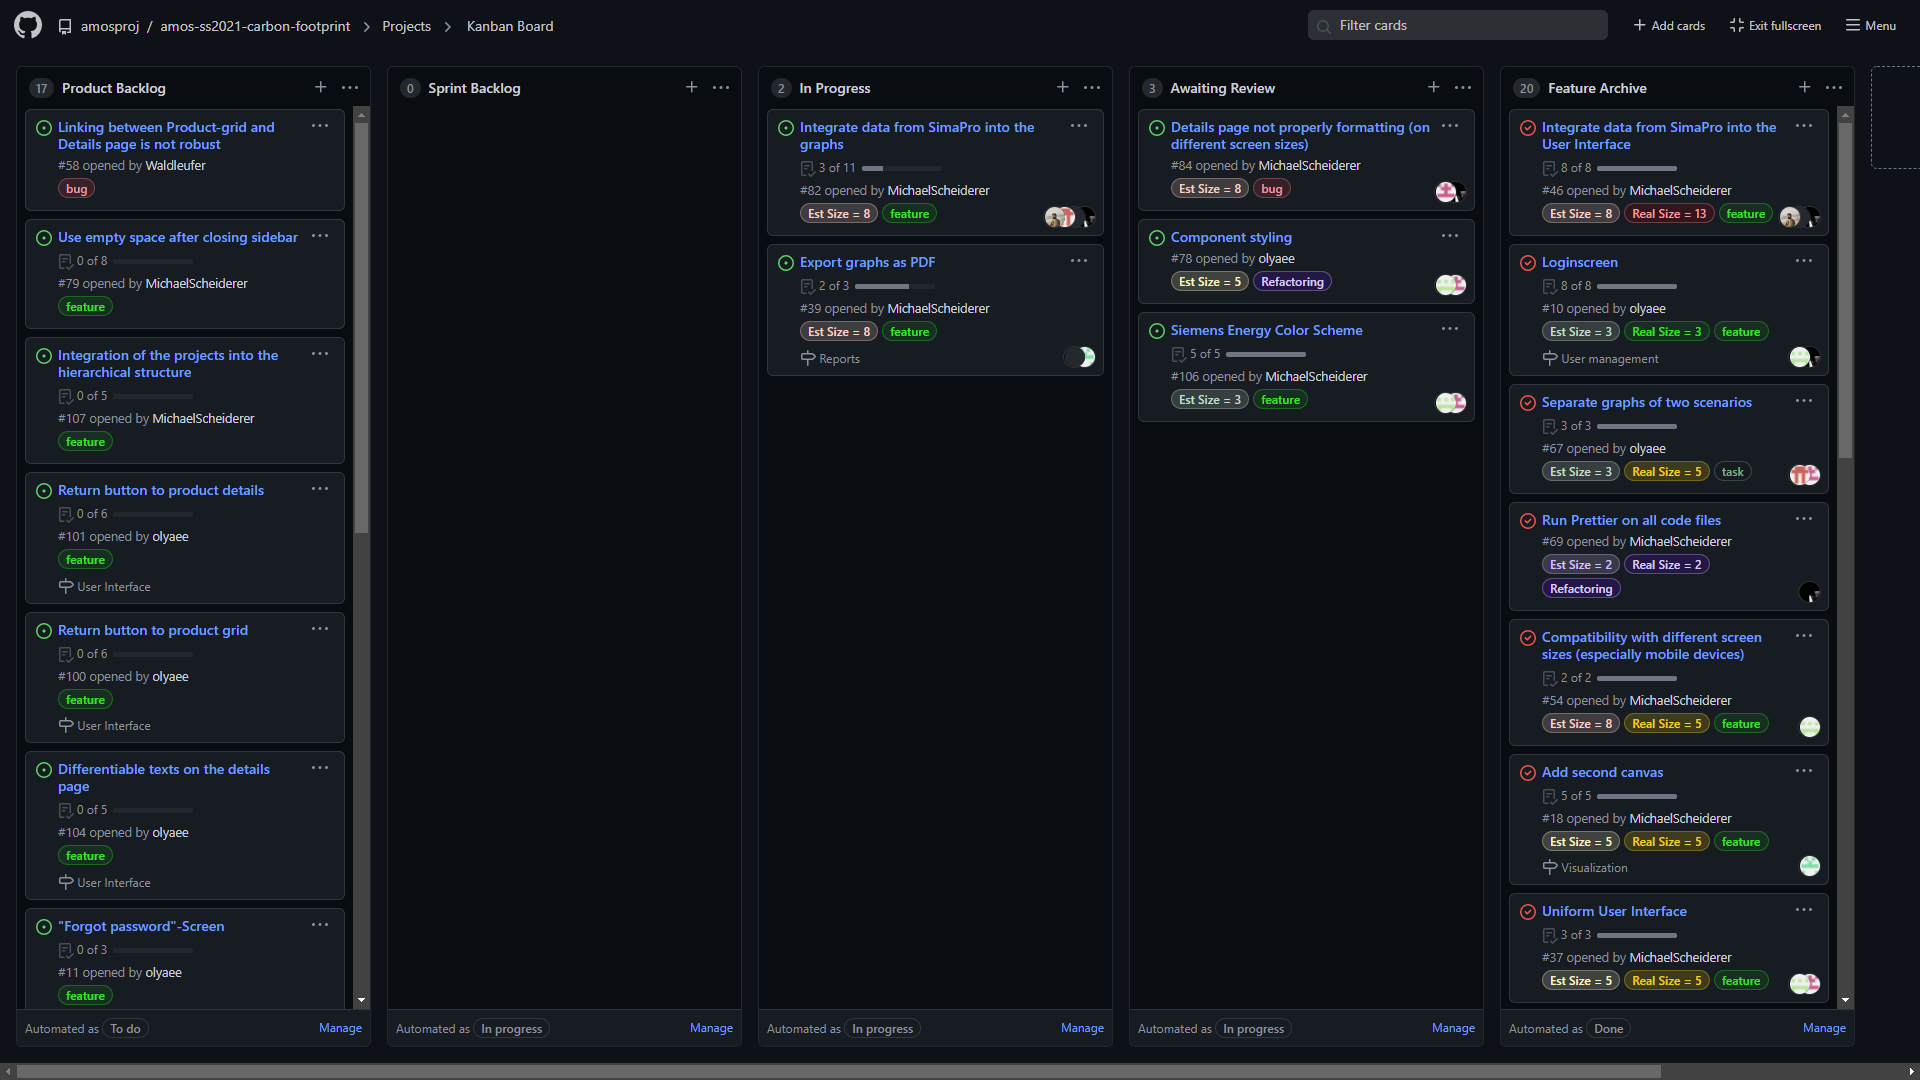 amosproj / amos-ss2021-carbon-footprint > Projects > Kanban Board
Filter cards
Add cards
Exit fullscreen
Menu
17 Product Backlog
Linking between Product-grid and
Details page is not robust
#58 opened by Waldleufer
bug
Use empty space after closing sidebar
0 of 8
#79 opened by MichaelScheiderer
feature
Integration of the projects into the
hierarchical structure
0 of 5
#107 opened by MichaelScheiderer
feature
Return button to product details
0 of 6
#101 opened by olyaee
feature
User Interface
Return button to product grid
0 of 6
#100 opened by olyaee
feature
User Interface
Differentiable texts on the details
page
0 of 5
#104 opened by olyaee
feature
User Interface
"Forgot password"-Screen
0 of 3
#11 opened by olyaee
feature
Automated as To do
Manage
0 Sprint Backlog
Automated as In progress
Manage
2 In Progress
Integrate data from SimaPro into the
graphs
3 of 11
#82 opened by MichaelScheiderer
Est Size = 8 feature
Export graphs as PDF
2 of 3
#39 opened by MichaelScheiderer
Est Size = 8 feature
Reports
Automated as In progress
Manage
3 Awaiting Review
Details page not properly formatting (on
different screen sizes)
#84 opened by MichaelScheiderer
Est Size = 8 bug
Component styling
#78 opened by olyaee
Est Size = 5 Refactoring
Siemens Energy Color Scheme
5 of 5
#106 opened by MichaelScheiderer
Est Size = 3 feature
Automated as In progress
Manage
20 Feature Archive
Integrate data from SimaPro into the
User Interface
8 of 8
#46 opened by MichaelScheiderer
Est Size = 8 Real Size = 13 feature
Loginscreen
8 of 8
#10 opened by olyaee
Est Size = 3 Real Size = 3 feature
User management
Separate graphs of two scenarios
3 of 3
#67 opened by olyaee
Est Size = 3 Real Size = 5 task
Run Prettier on all code files
#69 opened by MichaelScheiderer
Est Size = 2 Real Size = 2
Refactoring
Compatibility with different screen
sizes (especially mobile devices)
2 of 2
#54 opened by MichaelScheiderer
Est Size = 8 Real Size = 5 feature
Add second canvas
5 of 5
#18 opened by MichaelScheiderer
Est Size = 5 Real Size = 5 feature
Visualization
Uniform User Interface
3 of 3
#37 opened by MichaelScheiderer
Est Size = 5 Real Size = 5 feature
Automated as Done
Manage